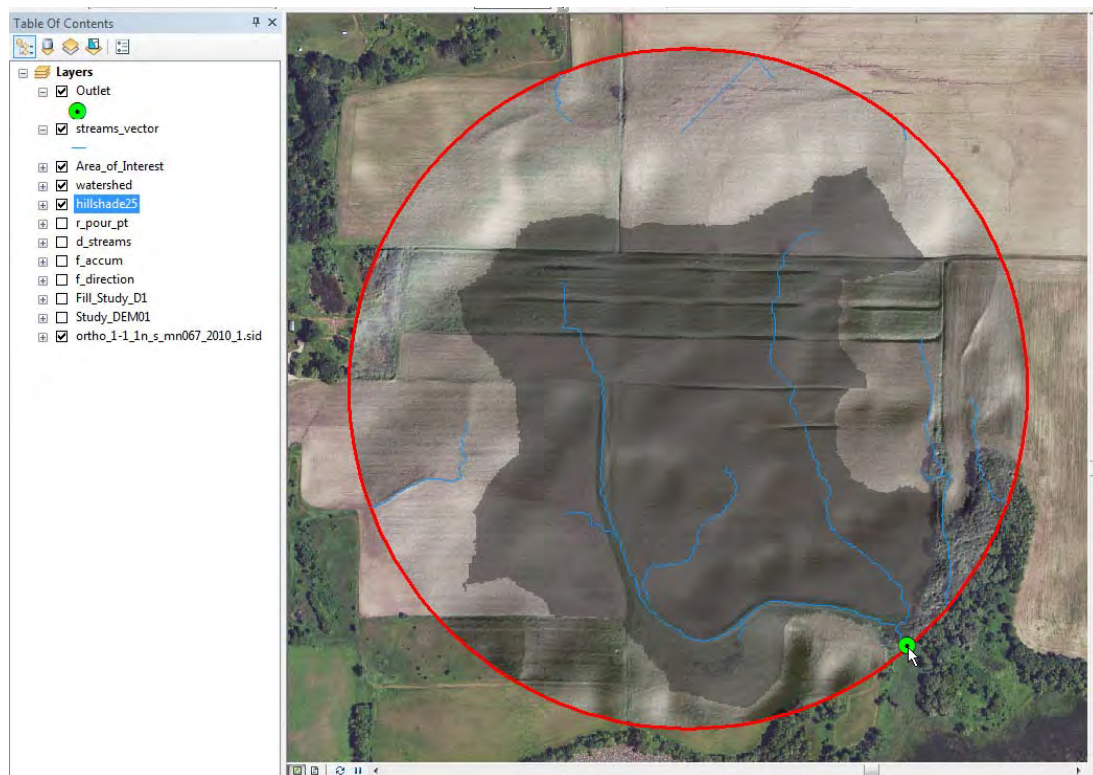 Table Of Contents
Layers
Outlet
streams_vector
Area_of_Interest
watershed
hillshade25
r_pour_pt
d_streams
f_accum
f_direction
Fill_Study_D1
Study_DEM01
ortho_1-1_1n_s_mn067_2010_1.sid